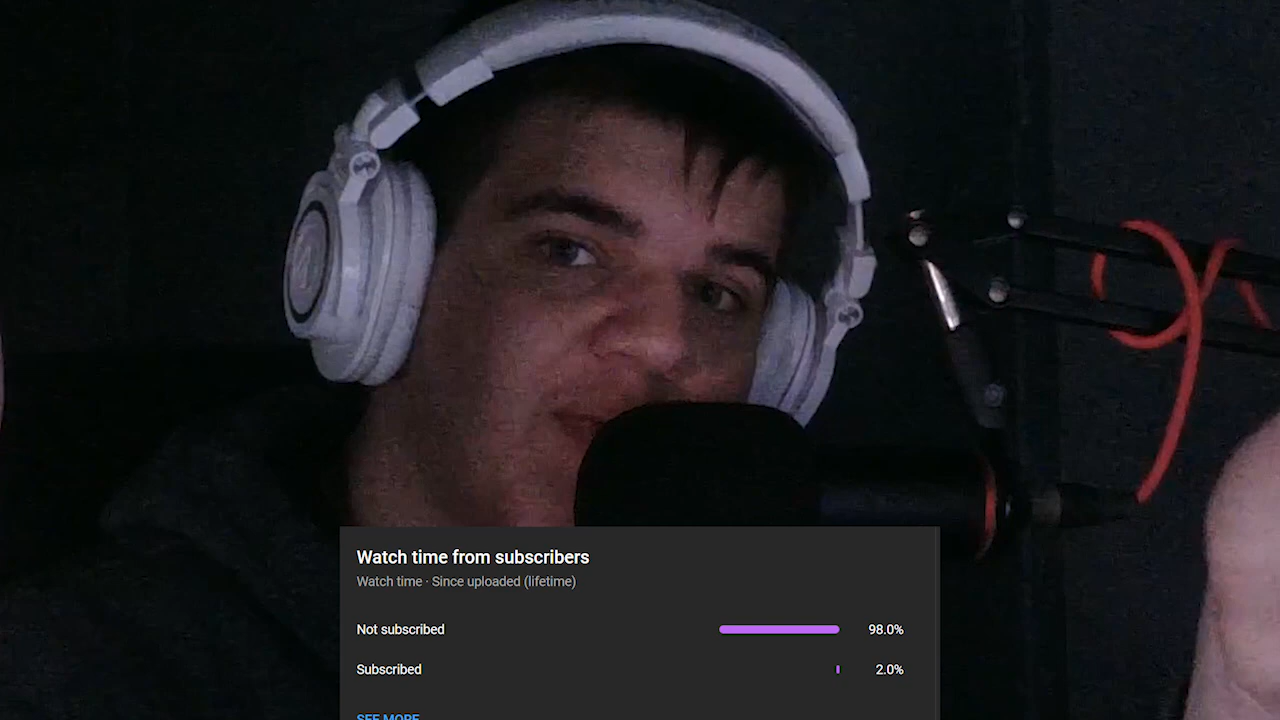 Watch time from subscribers
Watch time · Since uploaded (lifetime)
Not subscribed 98.0%
Subscribed 2.0%
SEE MORE